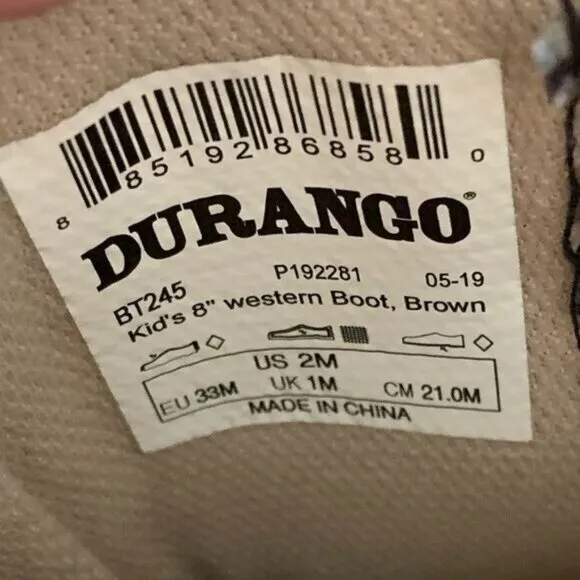 8 85192 86858 0
DURANGO®
BT245 P192281 05-19
Kid's 8" western Boot, Brown
US 2M
EU 33M UK 1M CM 21.0M
MADE IN CHINA